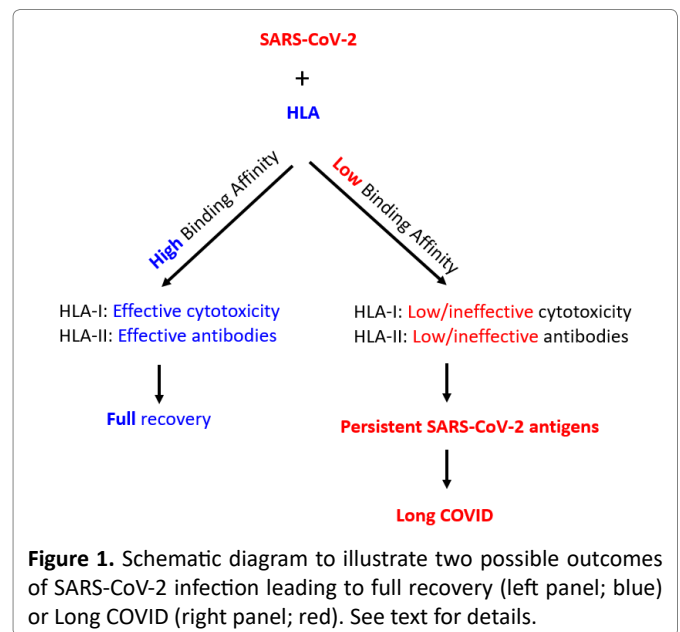 SARS-CoV-2
+
HLA
High Binding Affinity
Low Binding Affinity
HLA-I: Effective cytotoxicity
HLA-II: Effective antibodies
HLA-I: Low/ineffective cytotoxicity
HLA-II: Low/ineffective antibodies
Full recovery
Persistent SARS-CoV-2 antigens
Long COVID
Figure 1. Schematic diagram to illustrate two possible outcomes
of SARS-CoV-2 infection leading to full recovery (left panel; blue)
or Long COVID (right panel; red). See text for details.